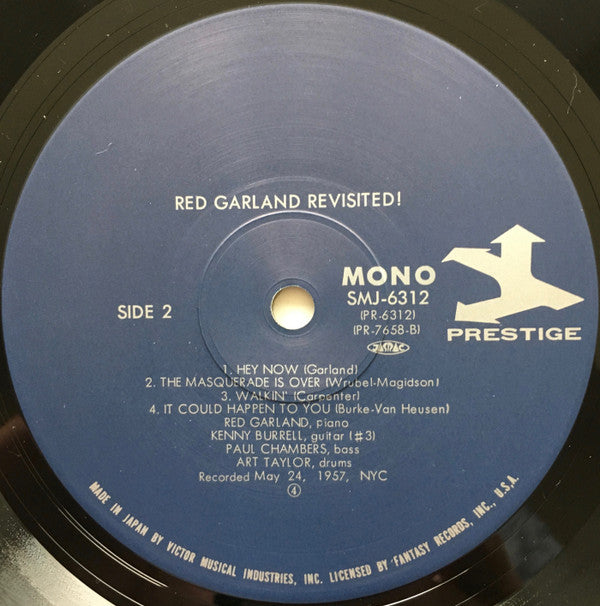 RED GARLAND REVISITED!
MONO
SMJ-6312
(PR-6312)
(PR-7658-B)
JASRAC
SIDE 2
PRESTIGE
1. HEY NOW (Garland)
2. THE MASQUERADE IS OVER (Wrubel-Magidson)
3. WALKIN' (Carpenter)
4. IT COULD HAPPEN TO YOU (Burke-Van Heusen)
RED GARLAND, piano
KENNY BURRELL, guitar (#3)
PAUL CHAMBERS, bass
ART TAYLOR, drums
Recorded May 24, 1957, NYC
④
MADE IN JAPAN BY VICTOR MUSICAL INDUSTRIES, INC. LICENSED BY FANTASY RECORDS, INC., U.S.A.